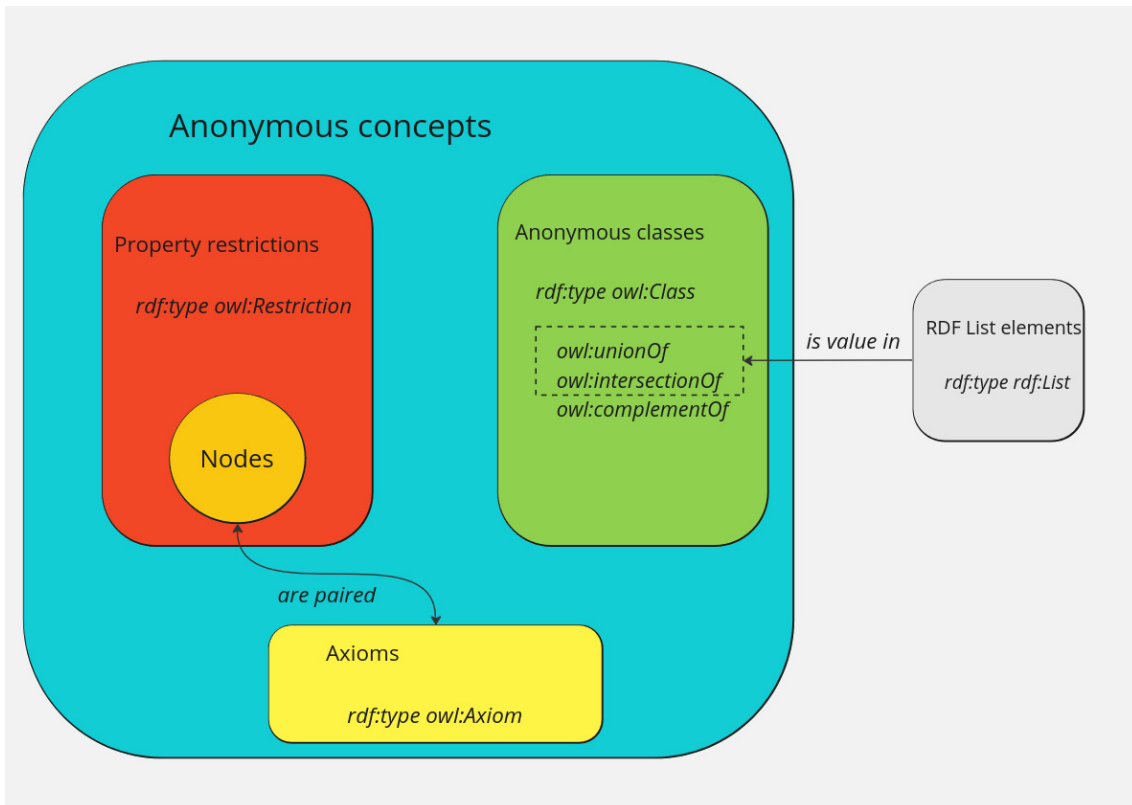 Anonymous concepts
Property restrictions
rdf:type owl:Restriction
Nodes
Anonymous classes
rdf:type owl:Class
owl:unionOf
owl:intersectionOf
owl:complementOf
is value in
RDF List elements
rdf:type rdf:List
are paired
Axioms
rdf:type owl:Axiom